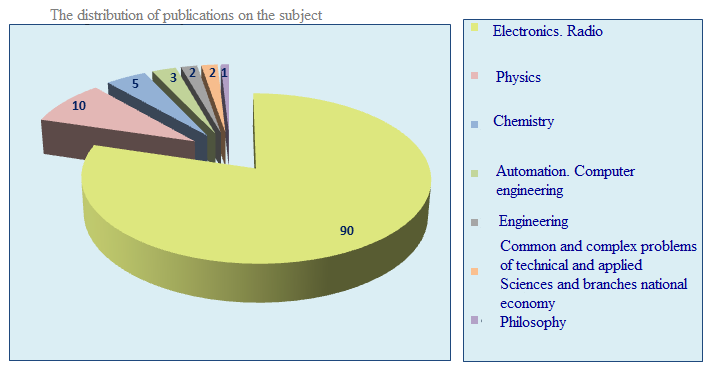 The distribution of publications on the subject
10
5
3
2
2
1
90
Electronics. Radio
Physics
Chemistry
Automation. Computer
engineering
Engineering
Common and complex problems
of technical and applied
Sciences and branches national
economy
Philosophy